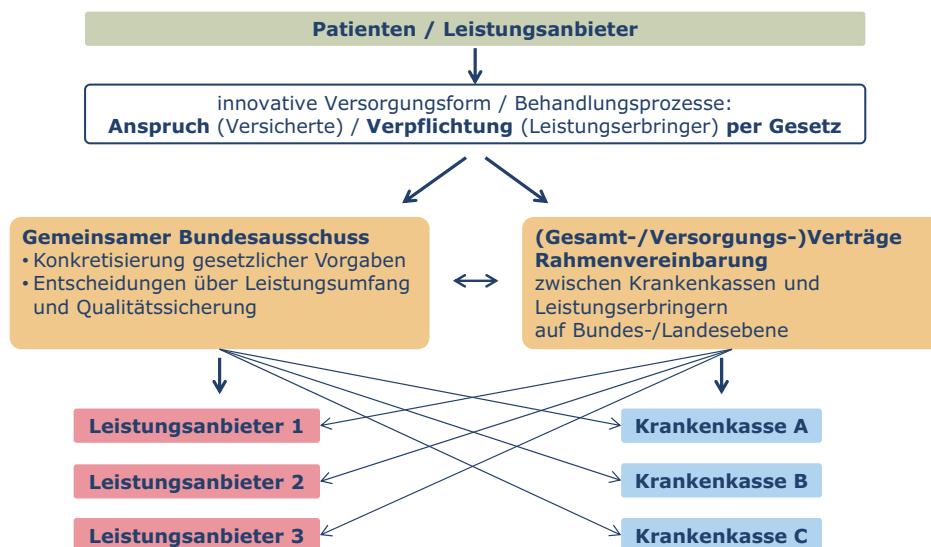 Patienten / Leistungsanbieter
innovative Versorgungsform / Behandlungsprozesse:
Anspruch (Versicherte) / Verpflichtung (Leistungserbringer) per Gesetz
Gemeinsamer Bundesausschuss
• Konkretisierung gesetzlicher Vorgaben
• Entscheidungen über Leistungsumfang
und Qualitätssicherung
(Gesamt-/Versorgungs-)Verträge
Rahmenvereinbarung
zwischen Krankenkassen und
Leistungserbringern
auf Bundes-/Landesebene
Leistungsanbieter 1
Krankenkasse A
Leistungsanbieter 2
Krankenkasse B
Leistungsanbieter 3
Krankenkasse C